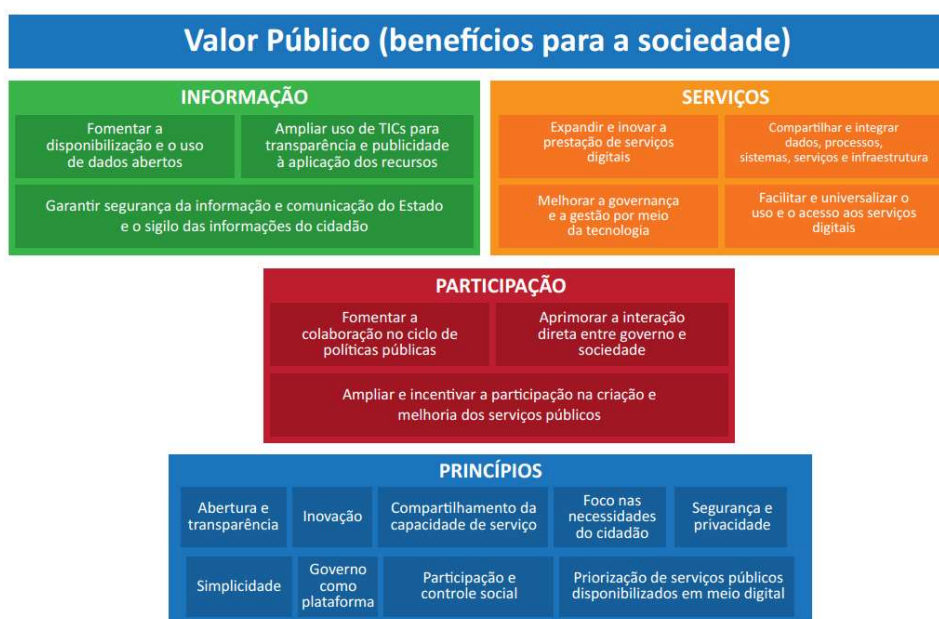 Valor Público (benefícios para a sociedade)
INFORMAÇÃO
Fomentar a
disponibilização e o uso
de dados abertos
Ampliar uso de TICs para
transparência e publicidade
à aplicação dos recursos
Garantir segurança da informação e comunicação do Estado
e o sigilo das informações do cidadão
SERVIÇOS
Expandir e inovar a
prestação de serviços
digitais
Compartilhar e integrar
dados, processos,
sistemas, serviços e infraestrutura
Melhorar a governança
e a gestão por meio
da tecnologia
Facilitar e universalizar o
uso e o acesso aos serviços
digitais
PARTICIPAÇÃO
Fomentar a
colaboração no ciclo de
políticas públicas
Aprimorar a interação
direta entre governo e
sociedade
Ampliar e incentivar a participação na criação e
melhoria dos serviços públicos
PRINCÍPIOS
Abertura e
transparência
Inovação
Compartilhamento da
capacidade de serviço
Foco nas
necessidades
do cidadão
Segurança e
privacidade
Simplicidade
Governo
como
plataforma
Participação e
controle social
Priorização de serviços públicos
disponibilizados em meio digital